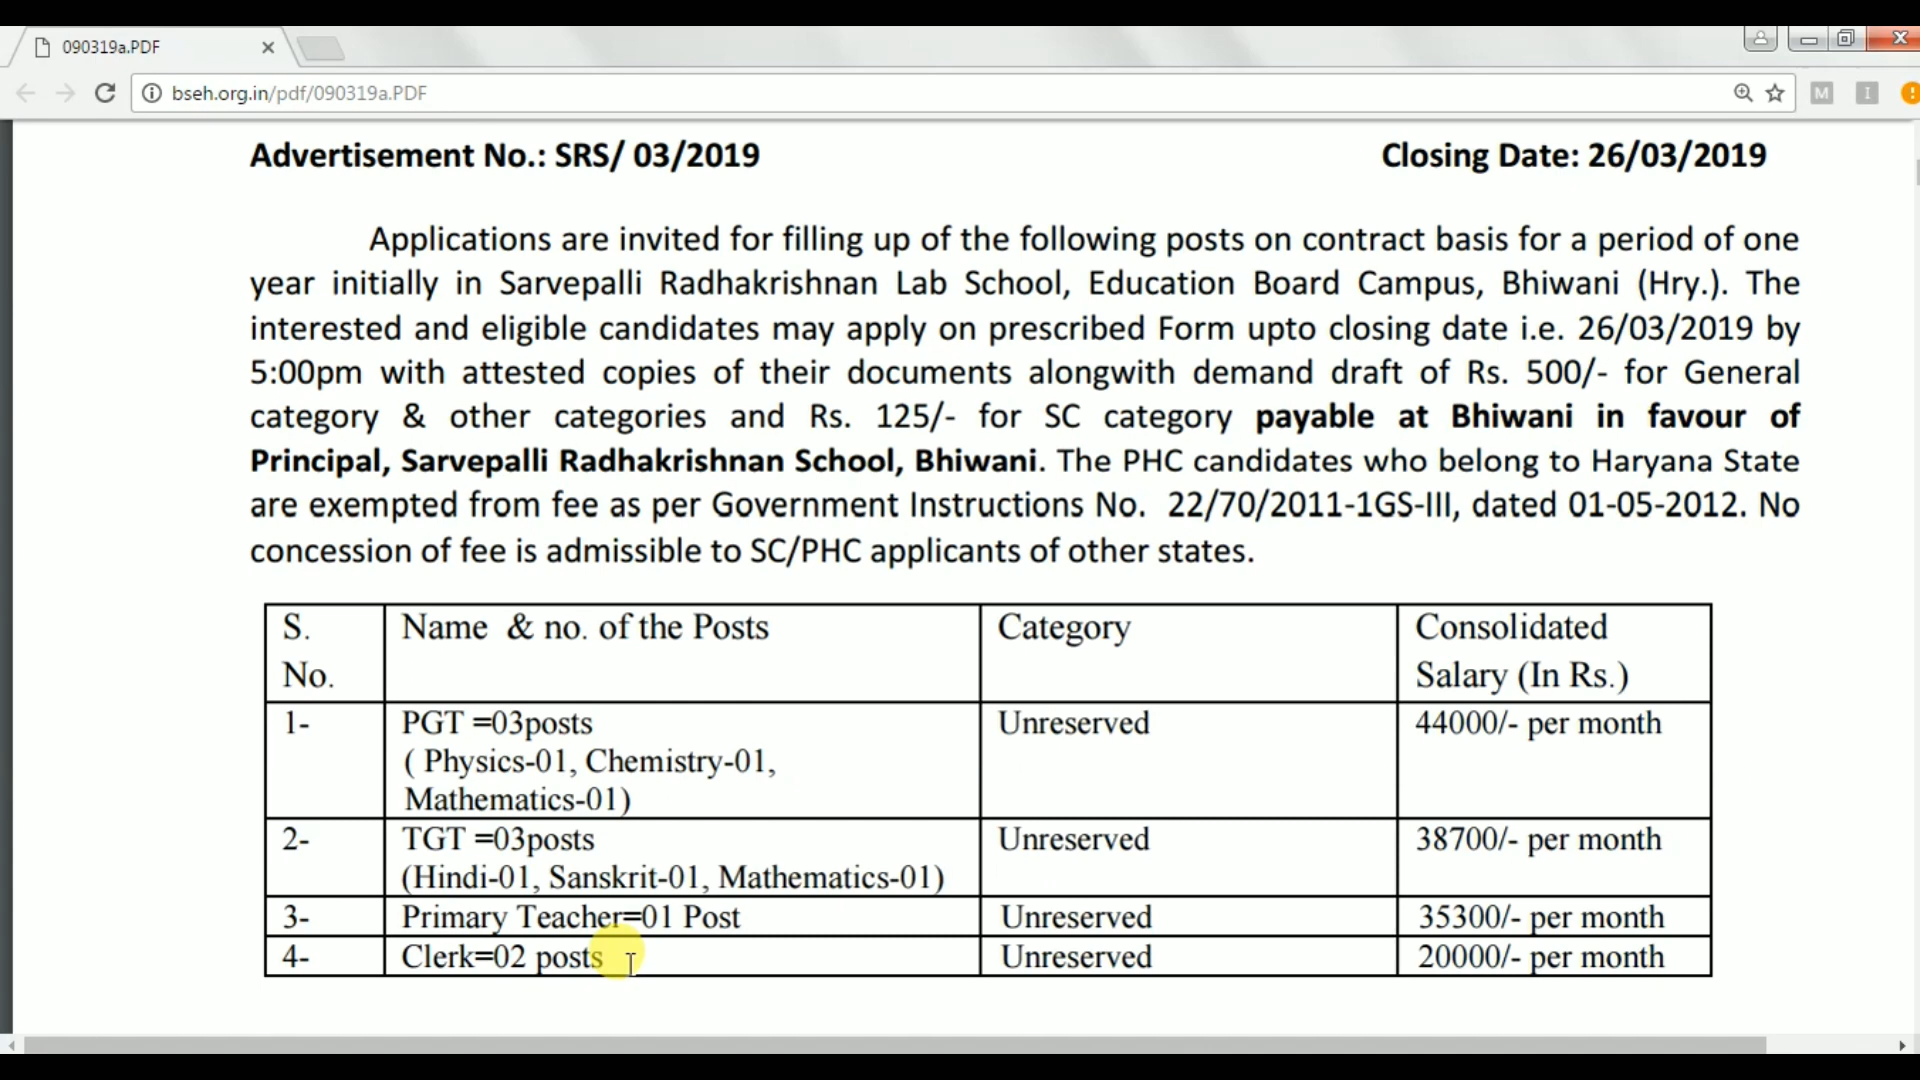 090319a.PDF
bseh.org.in/pdf/090319a.PDF
M
I
Advertisement No.: SRS/ 03/2019 Closing Date: 26/03/2019
Applications are invited for filling up of the following posts on contract basis for a period of one
year initially in Sarvepalli Radhakrishnan Lab School, Education Board Campus, Bhiwani (Hry.). The
interested and eligible candidates may apply on prescribed Form upto closing date i.e. 26/03/2019 by
5:00pm with attested copies of their documents alongwith demand draft of Rs. 500/- for General
category & other categories and Rs. 125/- for SC category payable at Bhiwani in favour of
Principal, Sarvepalli Radhakrishnan School, Bhiwani. The PHC candidates who belong to Haryana State
are exempted from fee as per Government Instructions No. 22/70/2011-1GS-III, dated 01-05-2012. No
concession of fee is admissible to SC/PHC applicants of other states.
S. Name & no. of the Posts Category Consolidated
No. Salary (In Rs.)
1- PGT =03posts Unreserved 44000/- per month
( Physics-01, Chemistry-01,
Mathematics-01)
2- TGT =03posts Unreserved 38700/- per month
(Hindi-01, Sanskrit-01, Mathematics-01)
3- Primary Teacher=01 Post Unreserved 35300/- per month
4- Clerk=02 posts Unreserved 20000/- per month